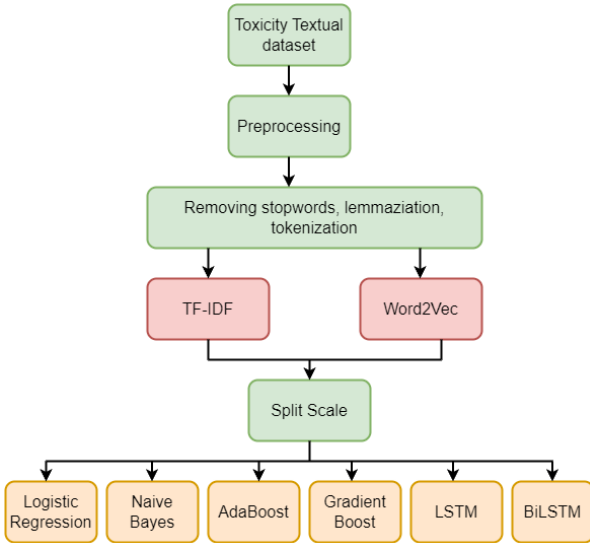 Toxicity Textual
dataset
Preprocessing
Removing stopwords, lemmaziation,
tokenization
TF-IDF
Word2Vec
Split Scale
Logistic
Regression
Naive
Bayes
AdaBoost
Gradient
Boost
LSTM
BiLSTM